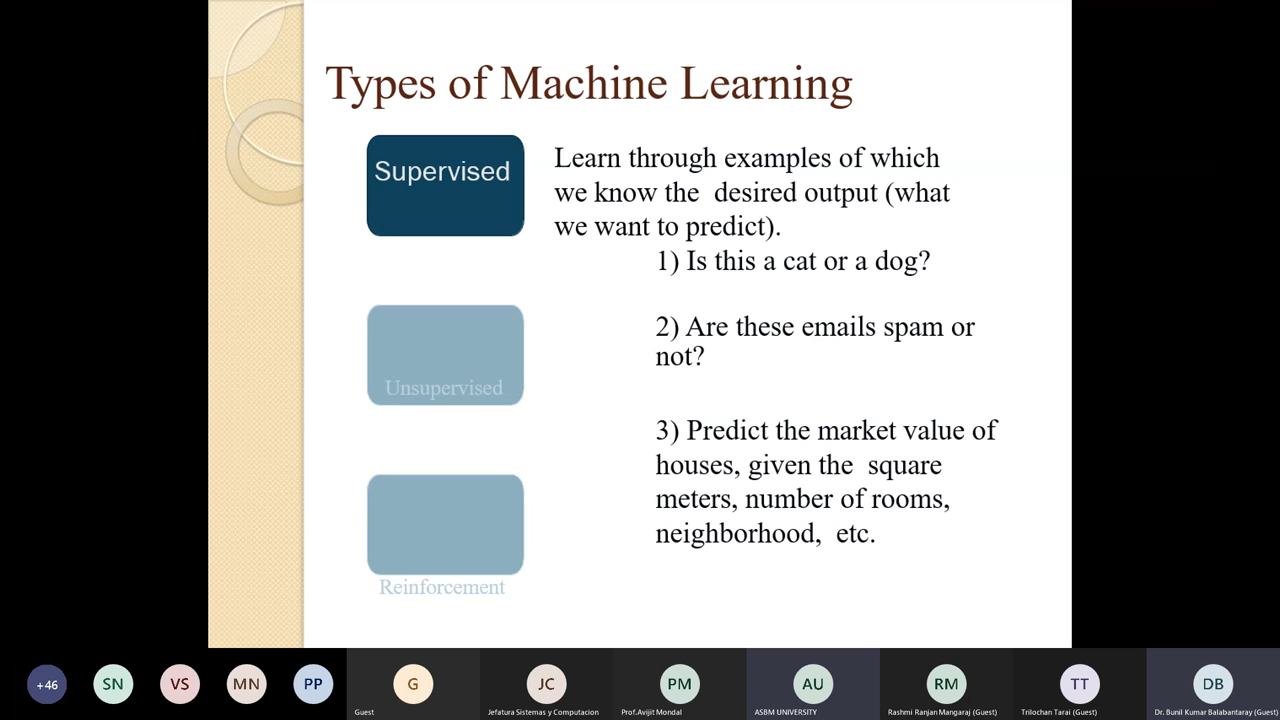 Types of Machine Learning
Supervised
Learn through examples of which
we know the desired output (what
we want to predict).
1) Is this a cat or a dog?
2) Are these emails spam or
not?
Unsupervised
3) Predict the market value of
houses, given the square
meters, number of rooms,
neighborhood, etc.
Reinforcement
+46
SN
VS
MN
PP
G
JC
PM
AU
RM
TT
DB
Guest
Jefatura Sistemas y Computacion
Prof.Avijit Mondal
ASBM UNIVERSITY
Rashmi Ranjan Mangaraj (Guest)
Trilochan Tarai (Guest)
Dr. Bunil Kumar Balabantaray (Guest)